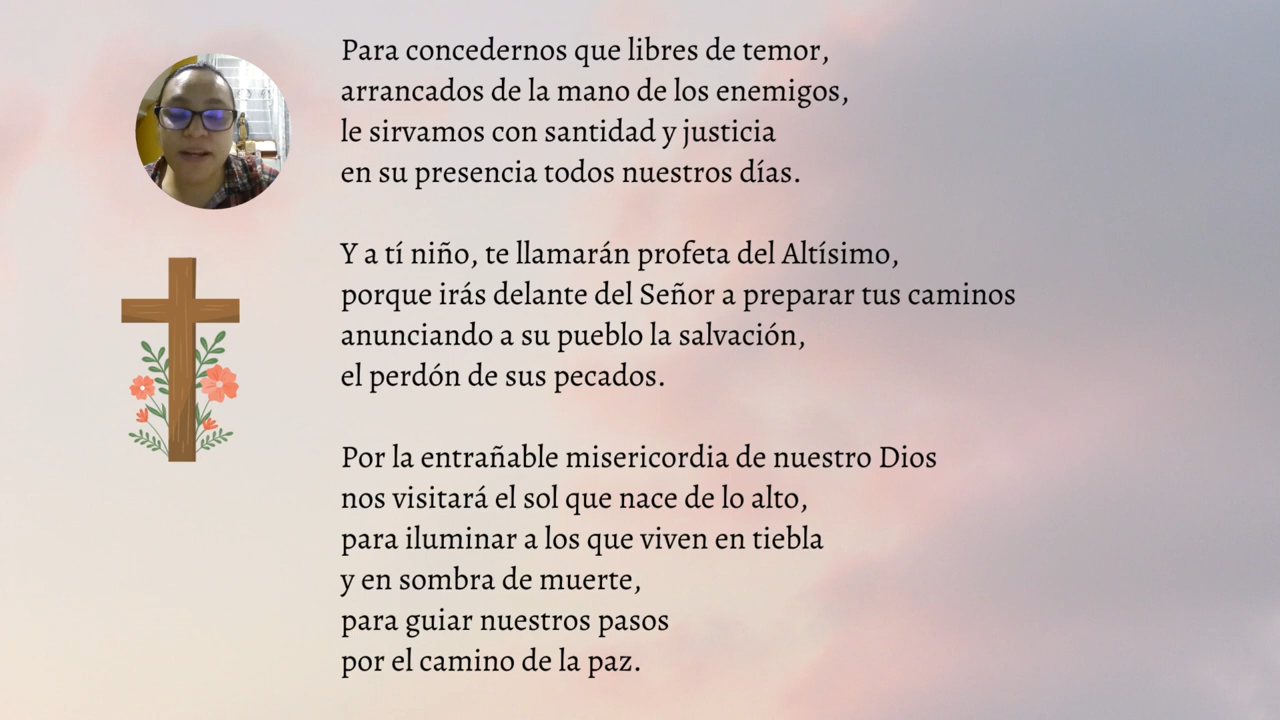 Para concedernos que libres de temor,
arrancados de la mano de los enemigos,
le sirvamos con santidad y justicia
en su presencia todos nuestros días.
Y a tí niño, te llamarán profeta del Altísimo,
porque irás delante del Señor a preparar tus caminos
anunciando a su pueblo la salvación,
el perdón de sus pecados.
Por la entrañable misericordia de nuestro Dios
nos visitará el sol que nace de lo alto,
para iluminar a los que viven en tiebla
y en sombra de muerte,
para guiar nuestros pasos
por el camino de la paz.